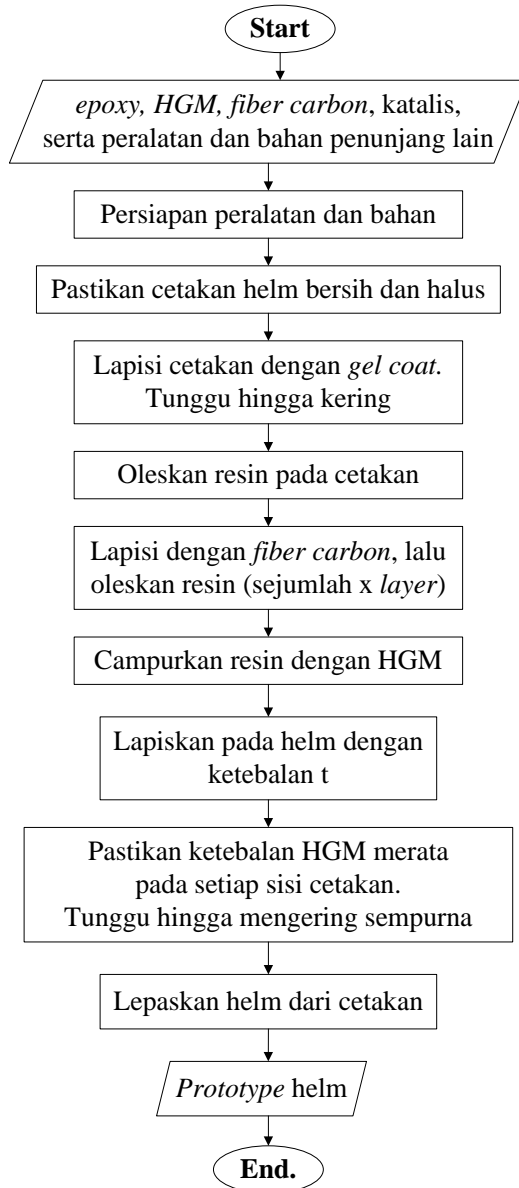 Start
epoxy, HGM, fiber carbon, katalis,
serta peralatan dan bahan penunjang lain
Persiapan peralatan dan bahan
Pastikan cetakan helm bersih dan halus
Lapisi cetakan dengan gel coat.
Tunggu hingga kering
Oleskan resin pada cetakan
Lapisi dengan fiber carbon, lalu
oleskan resin (sejumlah x layer)
Campurkan resin dengan HGM
Lapiskan pada helm dengan
ketebalan t
Pastikan ketebalan HGM merata
pada setiap sisi cetakan.
Tunggu hingga mengering sempurna
Lepaskan helm dari cetakan
Prototype helm
End.